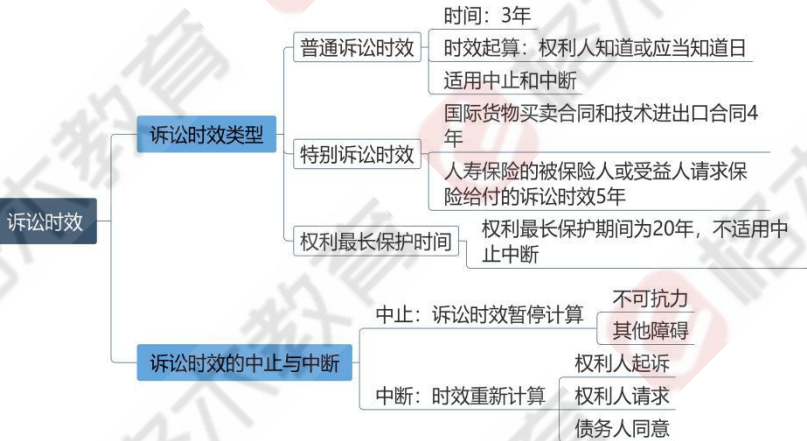 时间：3年
普通诉讼时效
时效起算：权利人知道或应当知道日
适用中止和中断
诉讼时效类型
国际货物买卖合同和技术进出口合同4
年
特别诉讼时效
人寿保险的被保险人或受益人请求保
险给付的诉讼时效5年
诉讼时效
权利最长保护时间
权利最长保护期间为20年，不适用中
止中断
中止：诉讼时效暂停计算
不可抗力
其他障碍
诉讼时效的中止与中断
中断：时效重新计算
权利人起诉
权利人请求
债务人同意
格木教育